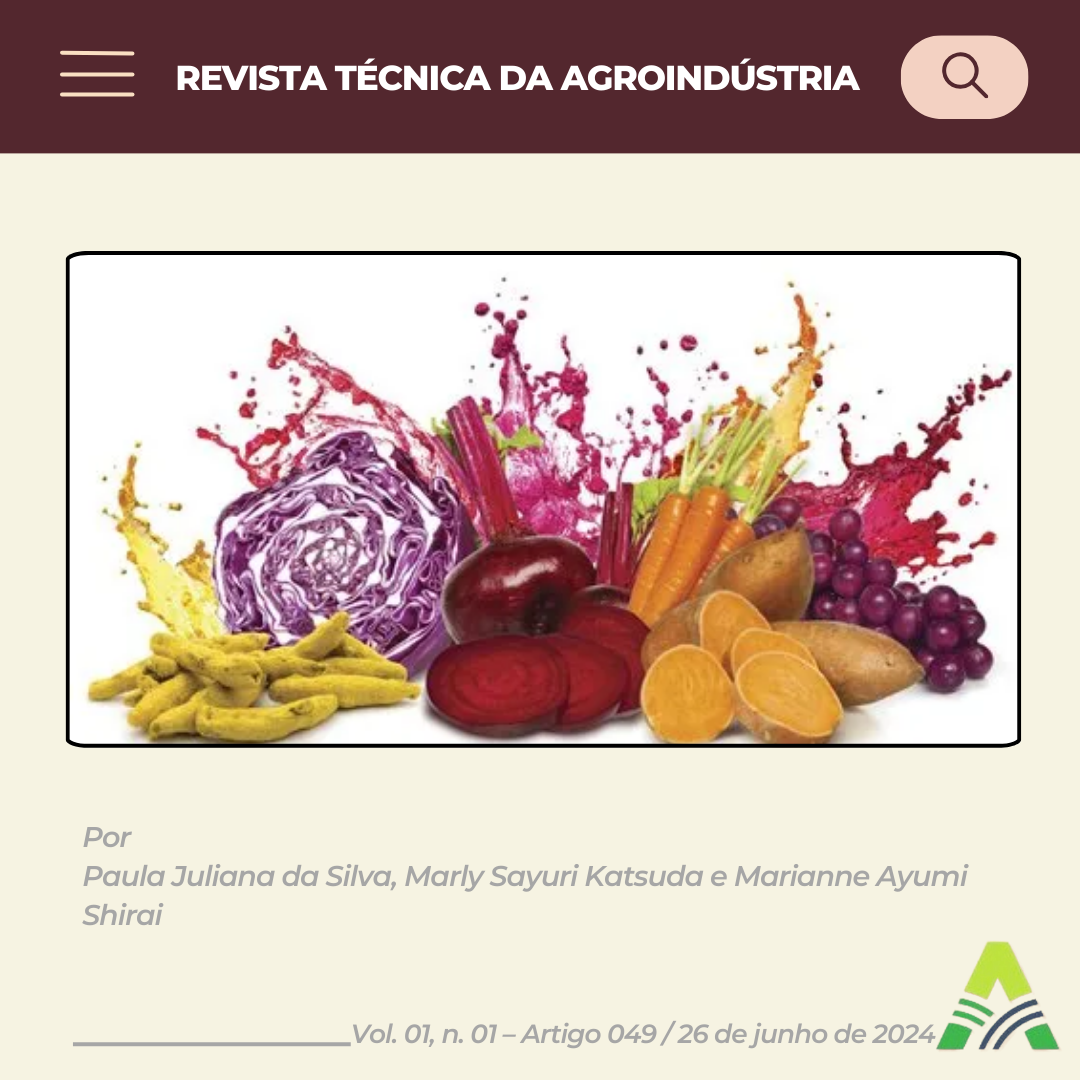 REVISTA TÉCNICA DA AGROINDÚSTRIA
Por
Paula Juliana da Silva, Marly Sayuri Katsuda e Marianne Ayumi
Shirai
Vol. 01, n. 01 – Artigo 049 / 26 de junho de 2024